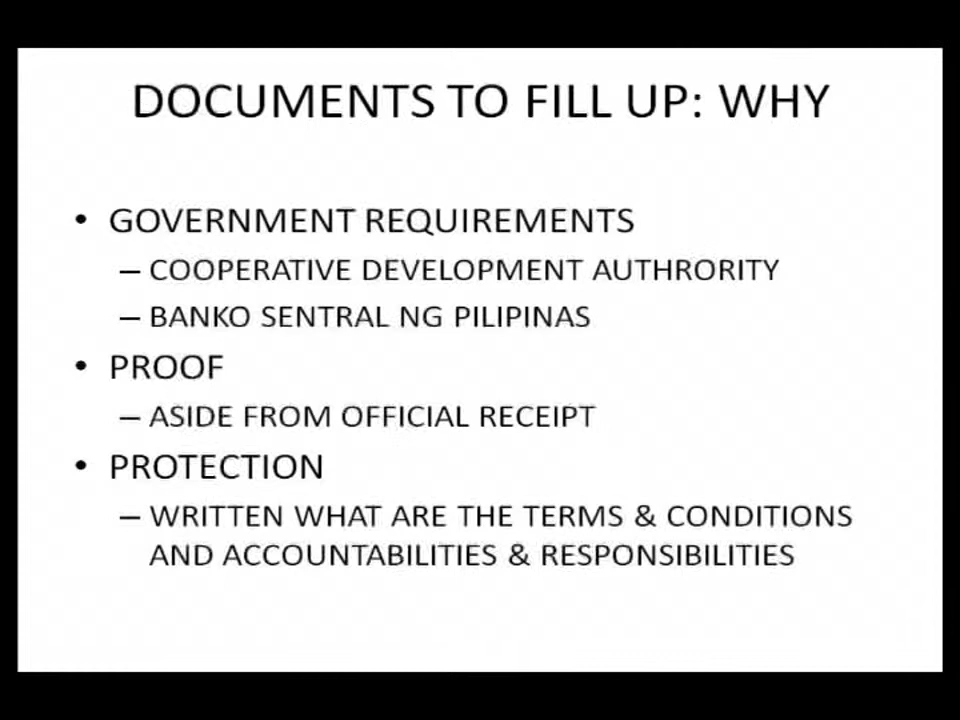 DOCUMENTS TO FILL UP: WHY
• GOVERNMENT REQUIREMENTS
– COOPERATIVE DEVELOPMENT AUTHRORITY
– BANKO SENTRAL NG PILIPINAS
• PROOF
– ASIDE FROM OFFICIAL RECEIPT
• PROTECTION
– WRITTEN WHAT ARE THE TERMS & CONDITIONS
AND ACCOUNTABILITIES & RESPONSIBILITIES